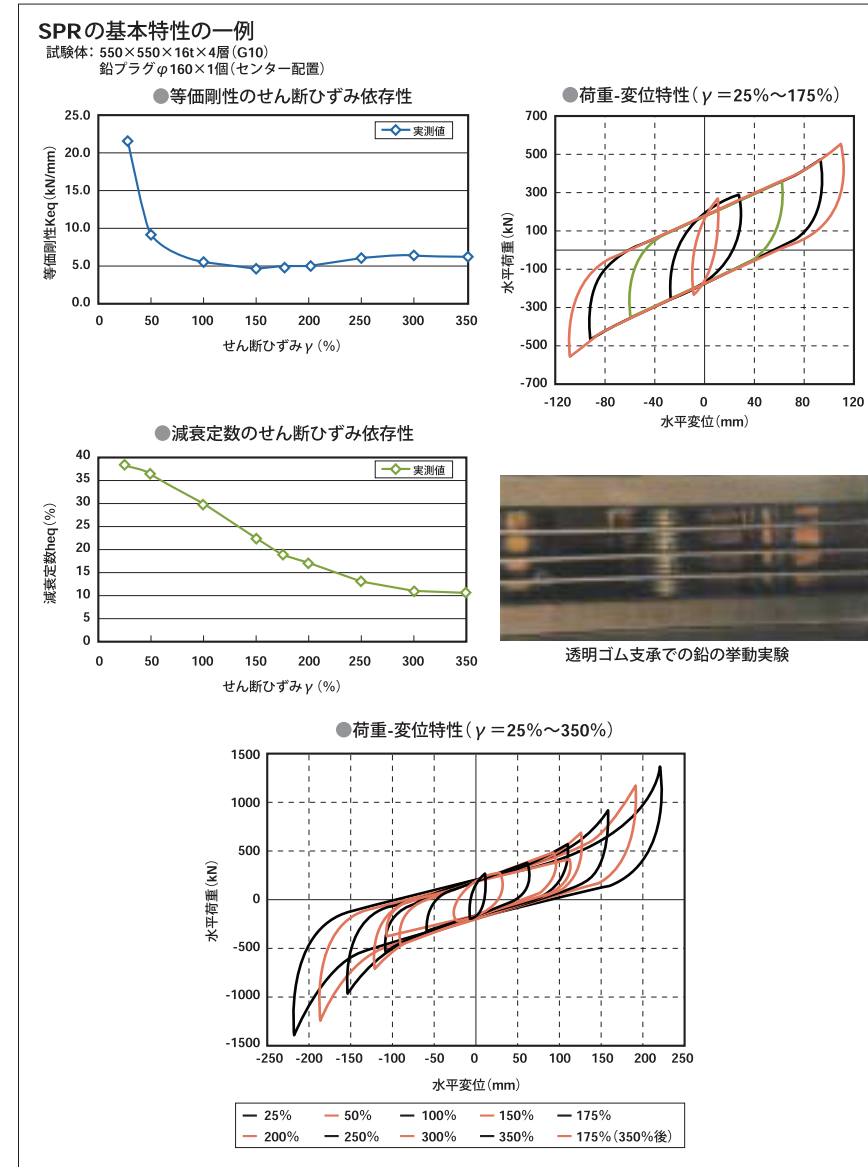 SPRの基本特性の一例
試験体：550×550×16t×4層（G10）
鉛プラグφ160×1個（センター配置）
●等価剛性のせん断ひずみ依存性
等価剛性Keq（kN/mm）
25.0
20.0
15.0
10.0
5.0
0.0
実測値
0 50 100 150 200 250 300 350
せん断ひずみγ（%）
●荷重-変位特性（γ＝25%〜175%）
水平荷重（kN）
700
500
300
100
-100
-300
-500
-700
-120 -80 -40 0 40 80 120
水平変位（mm）
●減衰定数のせん断ひずみ依存性
減衰定数heq（%）
40
35
30
25
20
15
10
5
0
実測値
0 50 100 150 200 250 300 350
せん断ひずみγ（%）
透明ゴム支承での鉛の挙動実験
●荷重-変位特性（γ＝25%〜350%）
水平荷重（kN）
1500
1000
500
0
-500
-1000
-1500
-250 -200 -150 -100 -50 0 50 100 150 200 250
水平変位（mm）
25% 50% 100% 150% 175%
200% 250% 300% 350% 175%（350%後）